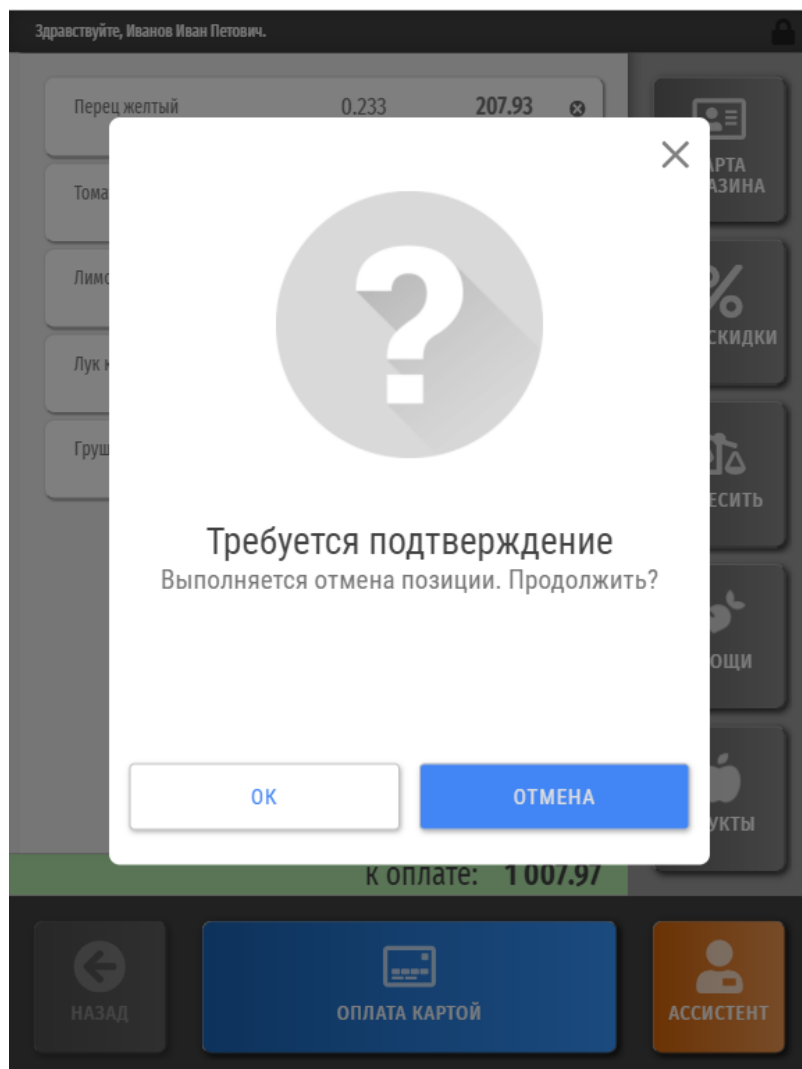 Здравствуйте, Иванов Иван Петович.
Перец желтый 0.233 207.93
Требуется подтверждение
Выполняется отмена позиции. Продолжить?
ОК
ОТМЕНА
к оплате: 1 007.97
НАЗАД
ОПЛАТА КАРТОЙ
АССИСТЕНТ